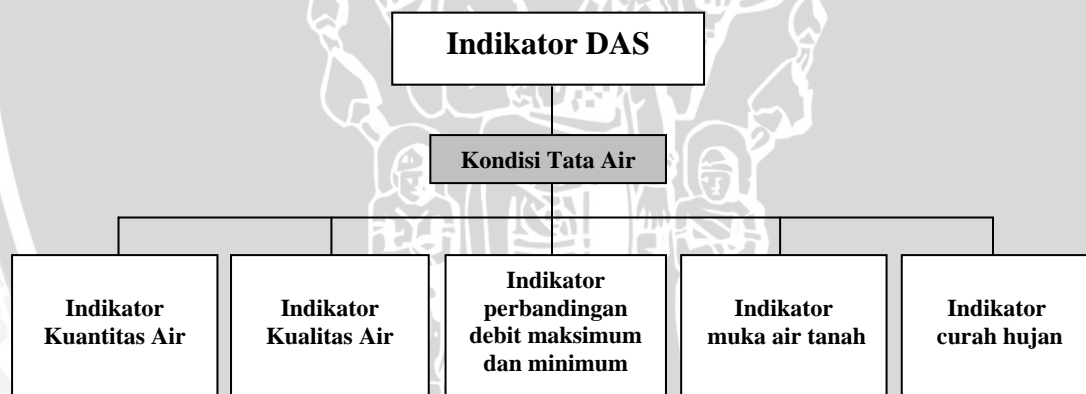 Indikator DAS
Kondisi Tata Air
Indikator
Kuantitas Air
Indikator
Kualitas Air
Indikator
perbandingan
debit maksimum
dan minimum
Indikator
muka air tanah
Indikator
curah hujan